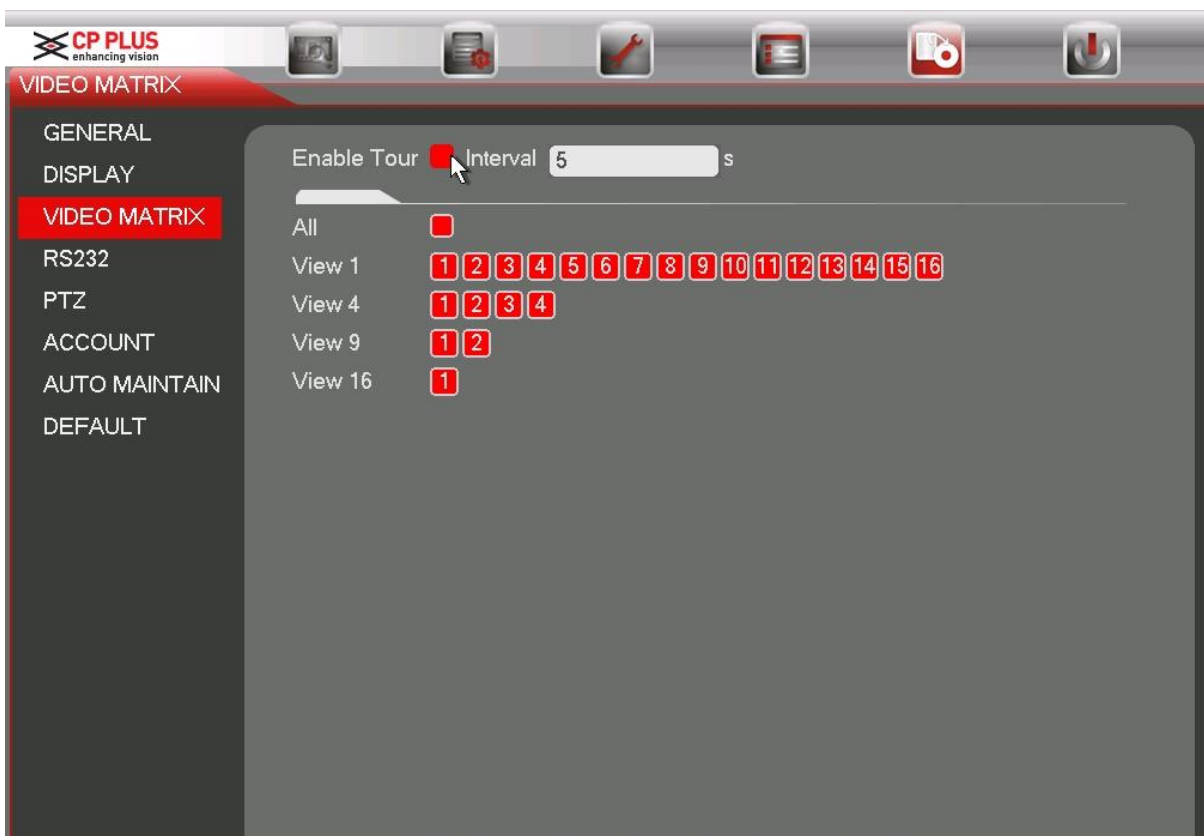 CP PLUS
enhancing vision
VIDEO MATRIX
GENERAL
DISPLAY
VIDEO MATRIX
RS232
PTZ
ACCOUNT
AUTO MAINTAIN
DEFAULT
Enable Tour Interval 5 s
All
View 1 1 2 3 4 5 6 7 8 9 10 11 12 13 14 15 16
View 4 1 2 3 4
View 9 1 2
View 16 1